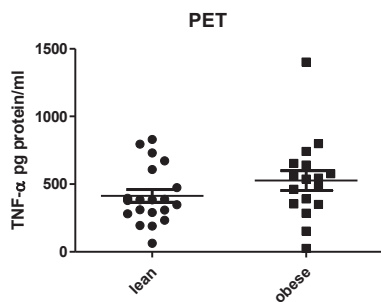 PET
TNF-α pg protein/ml
1500
1000
500
0
lean
obese